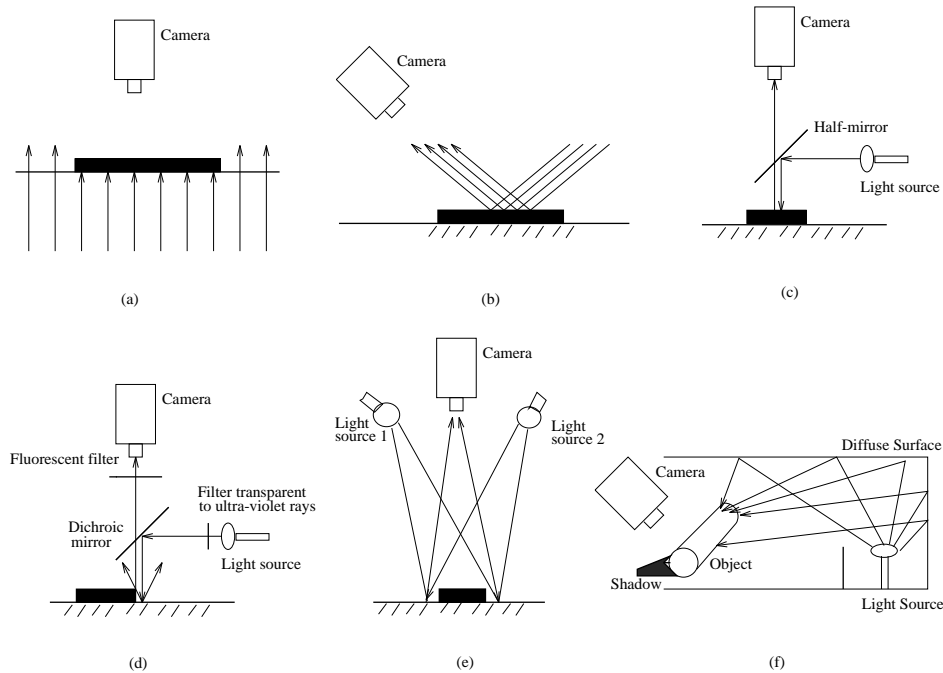 Camera
(a)
Camera
(b)
Camera
Half-mirror
Light source
(c)
Camera
Fluorescent filter
Filter transparent
to ultra-violet rays
Dichroic
mirror
Light source
(d)
Camera
Light
source 1
Light
source 2
(e)
Diffuse Surface
Camera
Object
Shadow
Light Source
(f)